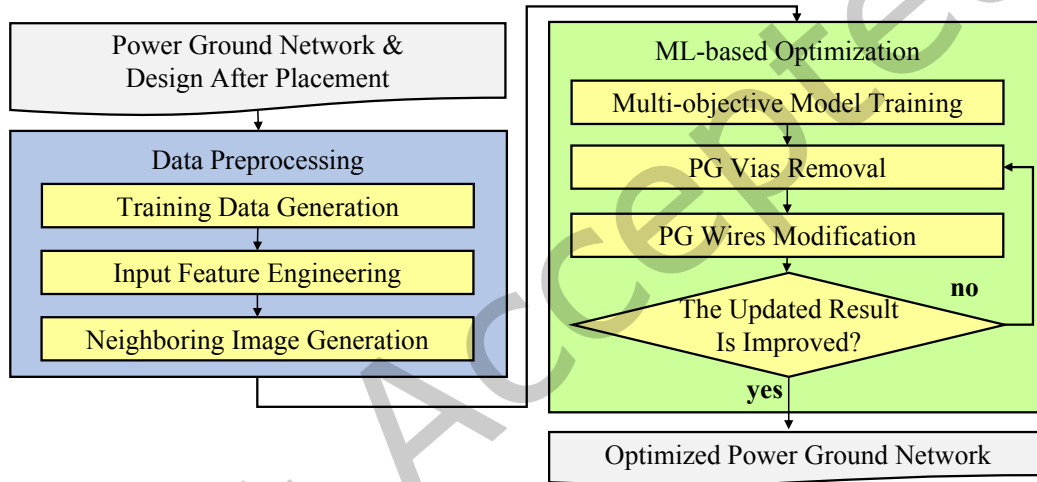 Power Ground Network &
Design After Placement
Data Preprocessing
Training Data Generation
Input Feature Engineering
Neighboring Image Generation
ML-based Optimization
Multi-objective Model Training
PG Vias Removal
PG Wires Modification
The Updated Result
Is Improved?
no
yes
Optimized Power Ground Network
Accepted